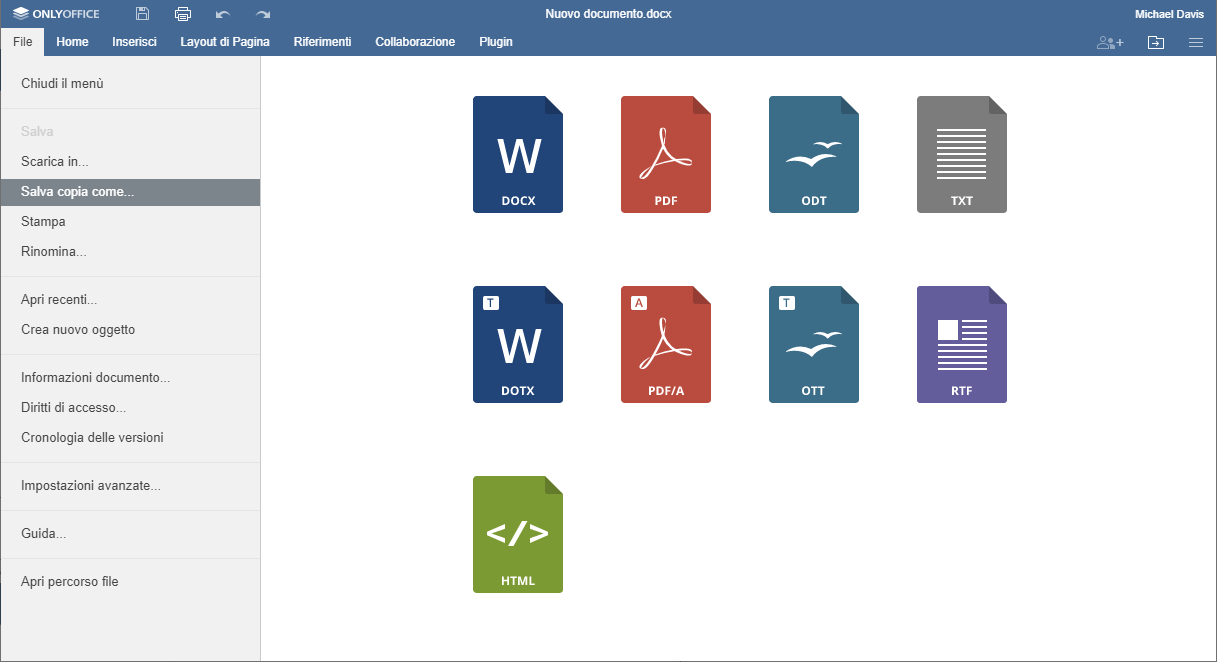 ONLYOFFICE
Nuovo documento.docx
Michael Davis
File Home Inserisci Layout di Pagina Riferimenti Collaborazione Plugin
Chiudi il menù
Salva
Scarica in...
Salva copia come...
Stampa
Rinomina...
Apri recenti...
Crea nuovo oggetto
Informazioni documento...
Diritti di accesso...
Cronologia delle versioni
Impostazioni avanzate...
Guida...
Apri percorso file
W
DOCX
PDF
ODT
TXT
T
W
DOTX
A
PDF/A
T
OTT
RTF
</>
HTML